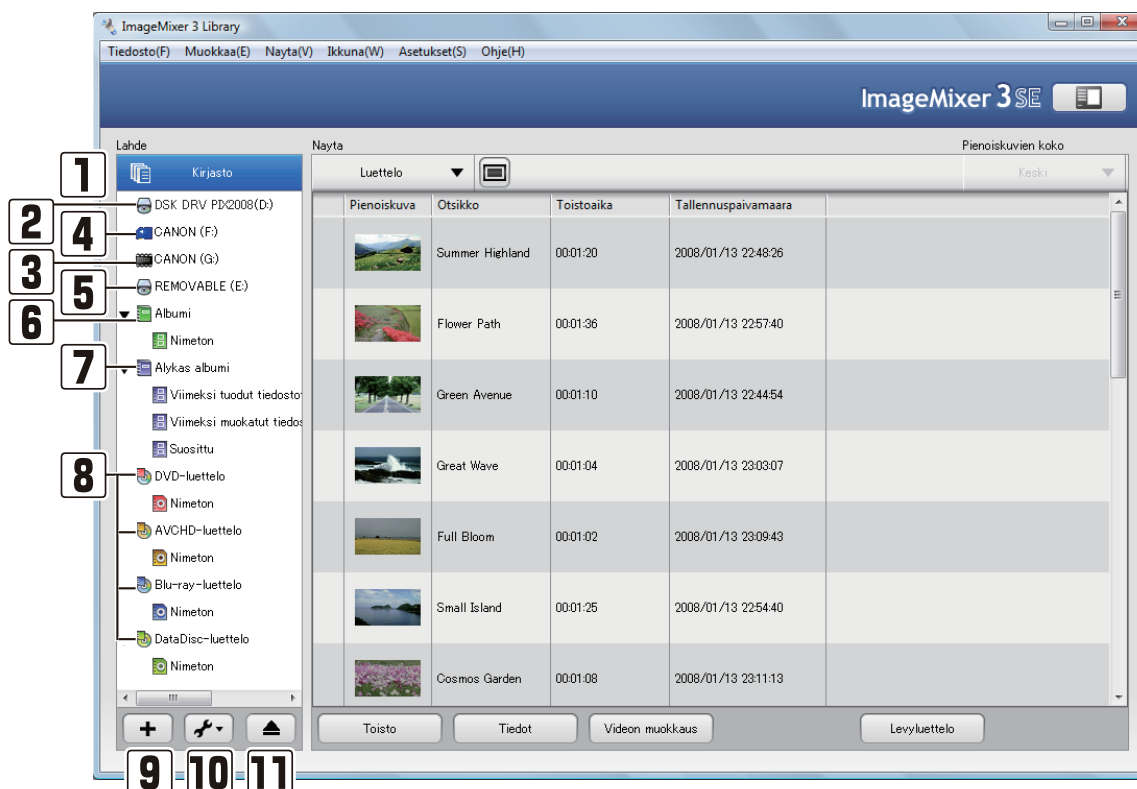 ImageMixer 3 Library
Tiedosto(F) Muokkaa(E) Nayta(V) Ikkuna(W) Asetukset(S) Ohje(H)
ImageMixer 3 SE
Lahde Nayta Pienoiskuvien koko
1 Kirjasto Luettelo Keski
2 DSK DRV PIX2008(D:)
4 CANON (F:)
3 CANON (G:)
5 REMOVABLE (E:)
6 Albumi
Nimeton
7 Alykas albumi
Viimeksi tuodut tiedosto
Viimeksi muokatut tiedos
Suosittu
8 DVD-luettelo
Nimeton
AVCHD-luettelo
Nimeton
Blu-ray-luettelo
Nimeton
DataDisc-luettelo
Nimeton
Pienoiskuva Otsikko Toistoaika Tallennuspaivamaara
Summer Highland 00:01:20 2008/01/13 22:48:26
Flower Path 00:01:36 2008/01/13 22:57:40
Green Avenue 00:01:10 2008/01/13 22:44:54
Great Wave 00:01:04 2008/01/13 23:03:07
Full Bloom 00:01:02 2008/01/13 23:09:43
Small Island 00:01:25 2008/01/13 22:54:40
Cosmos Garden 00:01:08 2008/01/13 23:11:13
Toisto Tiedot Videon muokkaus Levyluettelo
9 10 11